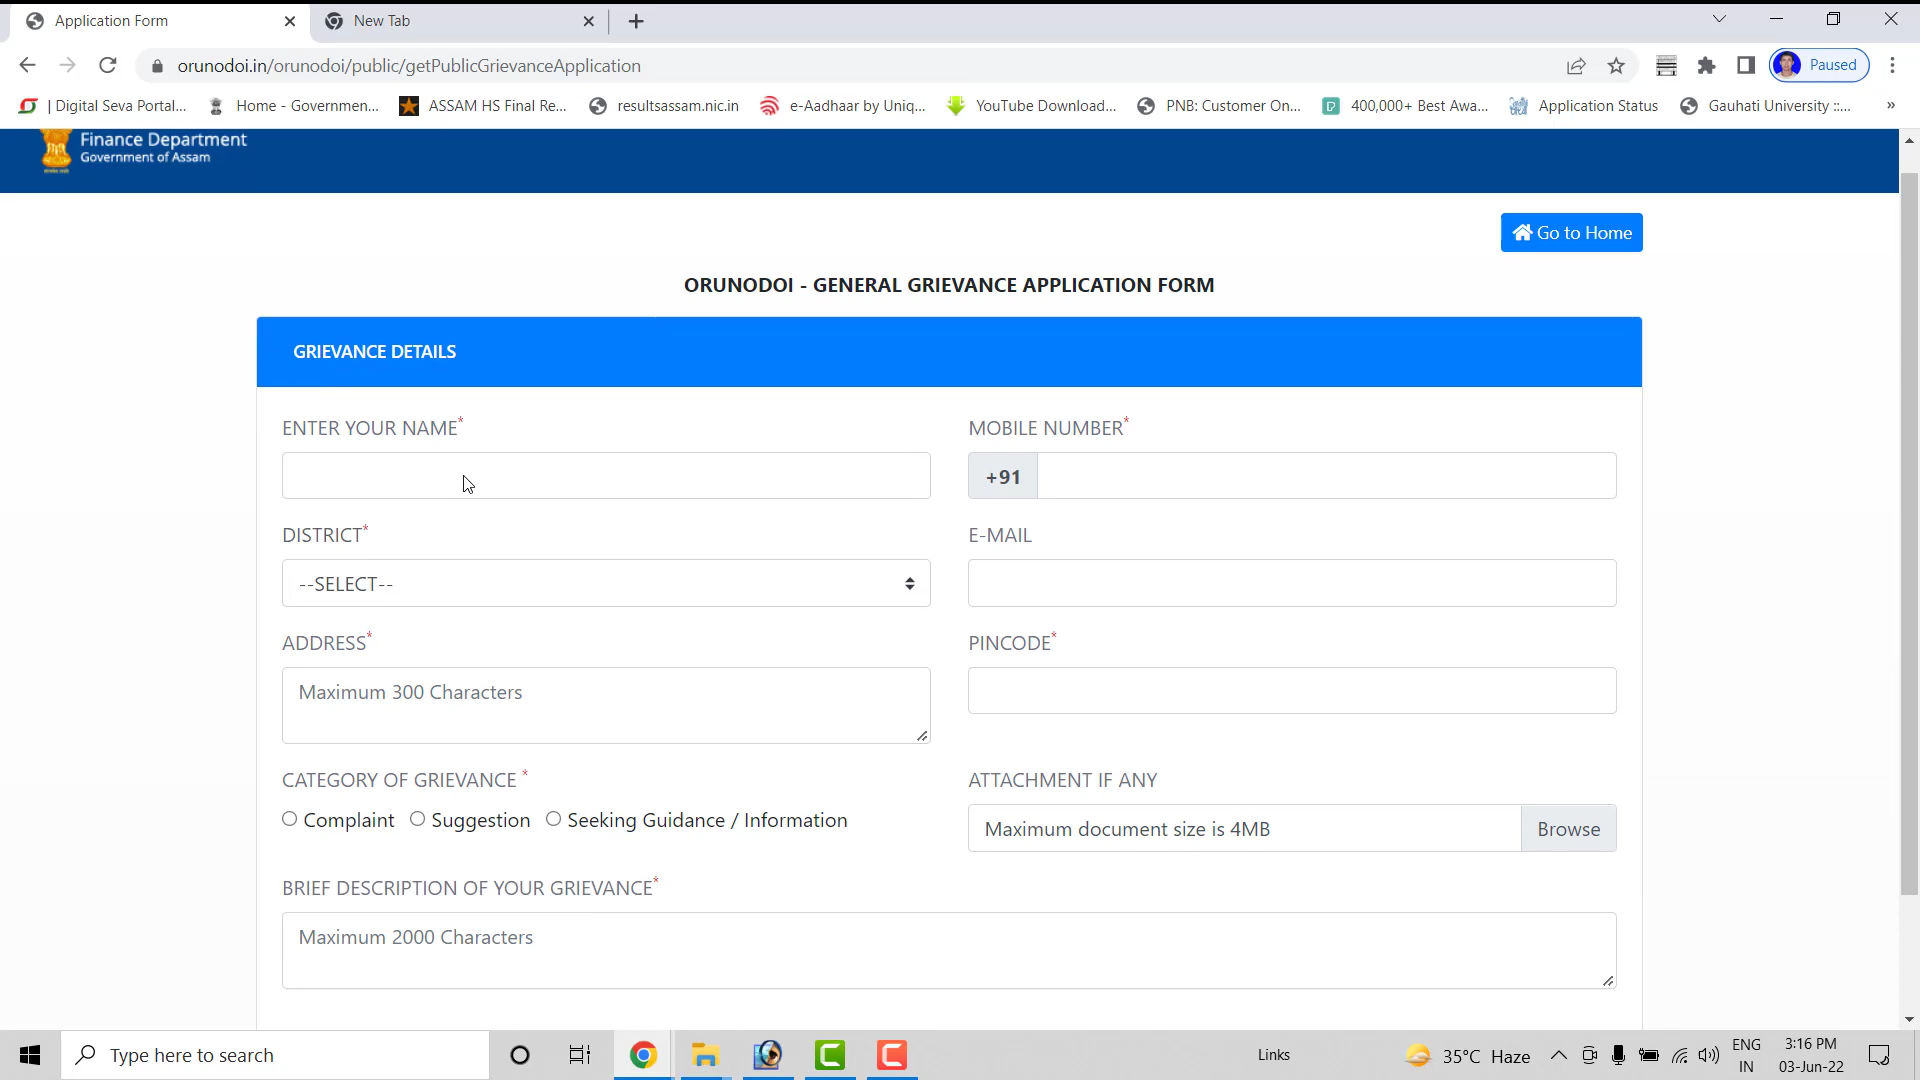 Application Form
New Tab
orunodoi.in/orunodoi/public/getPublicGrievanceApplication
Paused
| Digital Seva Portal...
Home - Governmen...
ASSAM HS Final Re...
resultsassam.nic.in
e-Aadhaar by Uniq...
YouTube Download...
PNB: Customer On...
400,000+ Best Awa...
Application Status
Gauhati University ::...
»
Finance Department
Government of Assam
Go to Home
ORUNODOI - GENERAL GRIEVANCE APPLICATION FORM
GRIEVANCE DETAILS
ENTER YOUR NAME*
MOBILE NUMBER*
+91
DISTRICT*
E-MAIL
--SELECT--
ADDRESS*
PINCODE*
Maximum 300 Characters
CATEGORY OF GRIEVANCE *
ATTACHMENT IF ANY
Complaint
Suggestion
Seeking Guidance / Information
Maximum document size is 4MB
Browse
BRIEF DESCRIPTION OF YOUR GRIEVANCE*
Maximum 2000 Characters
Type here to search
Links
35°C Haze
ENG
IN
3:16 PM
03-Jun-22